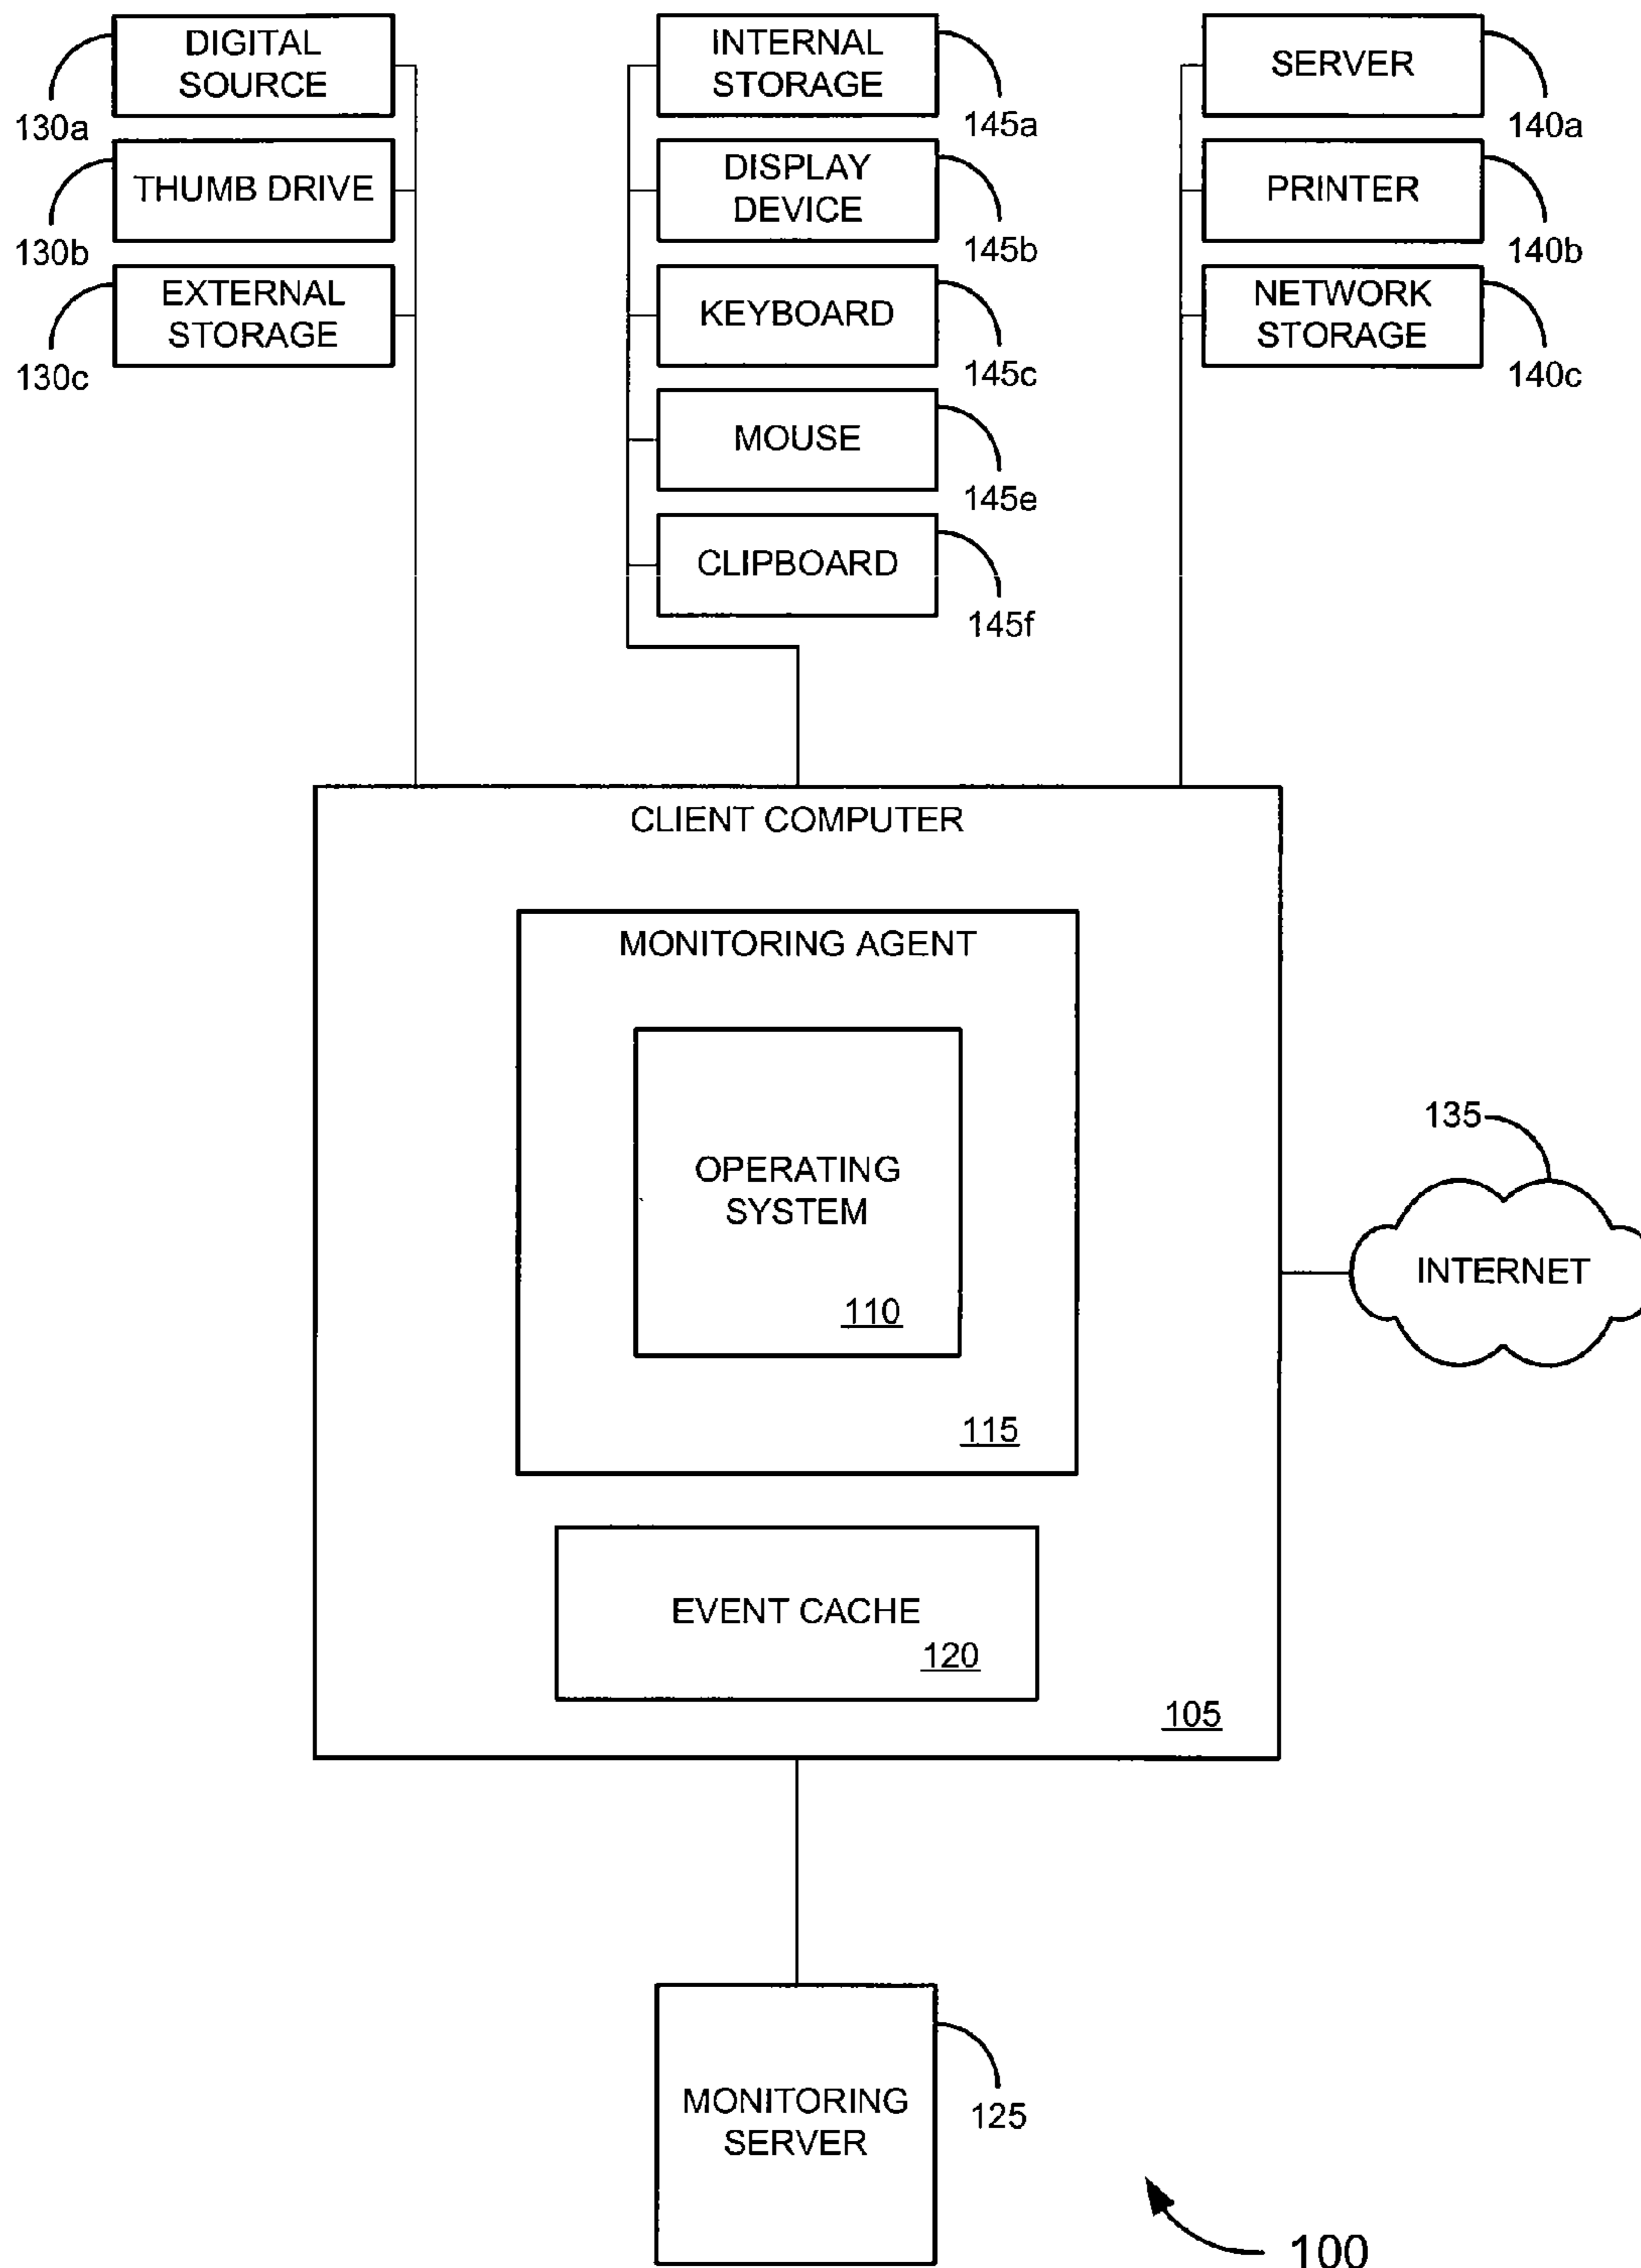 DIGITAL
SOURCE
130a
THUMB DRIVE
130b
EXTERNAL
STORAGE
130c
INTERNAL
STORAGE
145a
DISPLAY
DEVICE
145b
KEYBOARD
145c
MOUSE
145e
CLIPBOARD
145f
SERVER
140a
PRINTER
140b
NETWORK
STORAGE
140c
CLIENT COMPUTER
MONITORING AGENT
OPERATING
SYSTEM
110
115
EVENT CACHE
120
105
135
INTERNET
MONITORING
SERVER
125
100